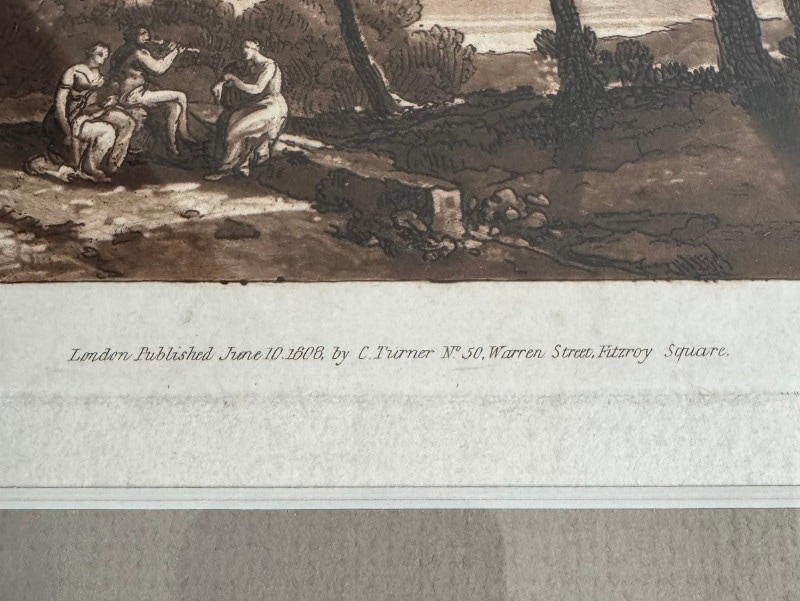 London Published June 10. 1808, by C. Turner Nº 50, Warren Street, Fitzroy Square.